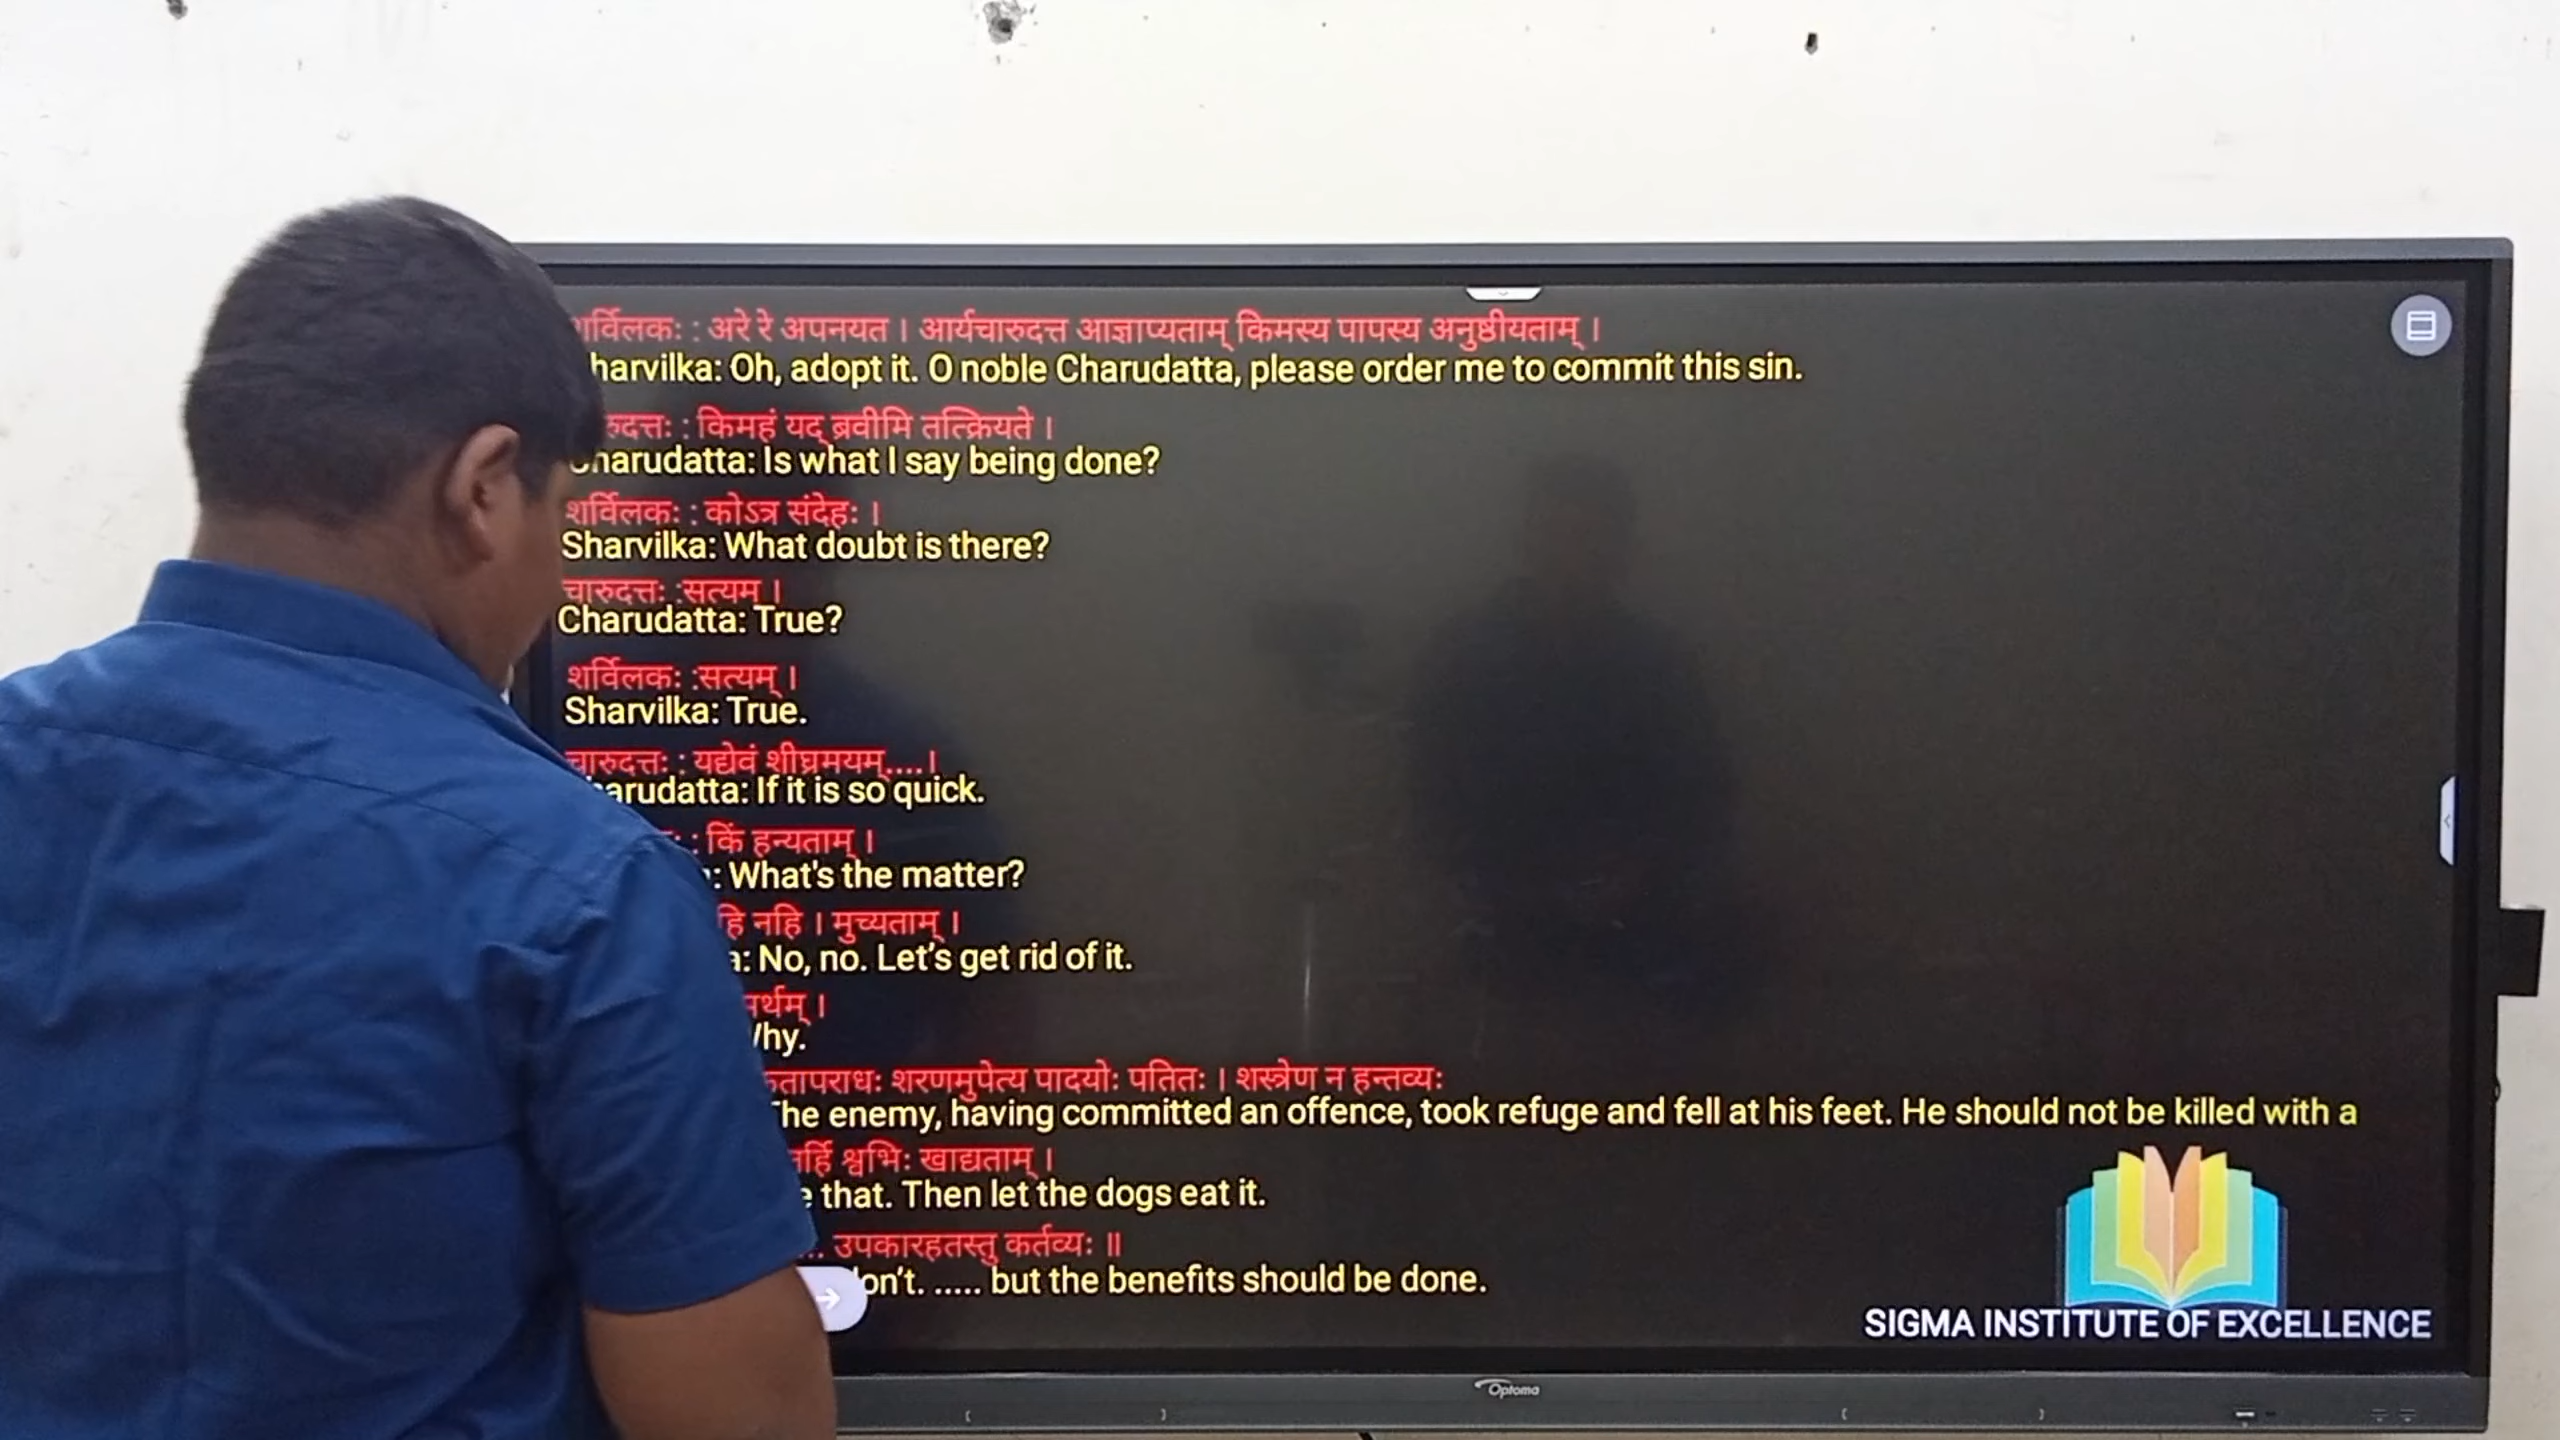 शर्विलकः : अरे रे अपनयत । आर्यचारुदत्त आज्ञाप्यताम् किमस्य पापस्य अनुष्ठीयताम् ।
harvilka: Oh, adopt it. O noble Charudatta, please order me to commit this sin.
रुदत्तः : किमहं यद् ब्रवीमि तत्क्रियते ।
Charudatta: Is what I say being done?
शर्विलकः : कोऽत्र संदेहः ।
Sharvilka: What doubt is there?
चारुदत्तः :सत्यम् ।
Charudatta: True?
शर्विलकः :सत्यम् ।
Sharvilka: True.
चारुदत्तः : यद्येवं शीघ्रमयम्....।
arudatta: If it is so quick.
: किं हन्यताम् ।
: What's the matter?
हि नहि । मुच्यताम् ।
a: No, no. Let's get rid of it.
मर्थम् ।
Why.
कृतापराधः शरणमुपेत्य पादयोः पतितः । शस्त्रेण न हन्तव्यः
The enemy, having committed an offence, took refuge and fell at his feet. He should not be killed with a
तर्हि श्वभिः खाद्यताम् ।
e that. Then let the dogs eat it.
... उपकारहतस्तु कर्तव्यः ॥
on't. ..... but the benefits should be done.
SIGMA INSTITUTE OF EXCELLENCE
Optoma